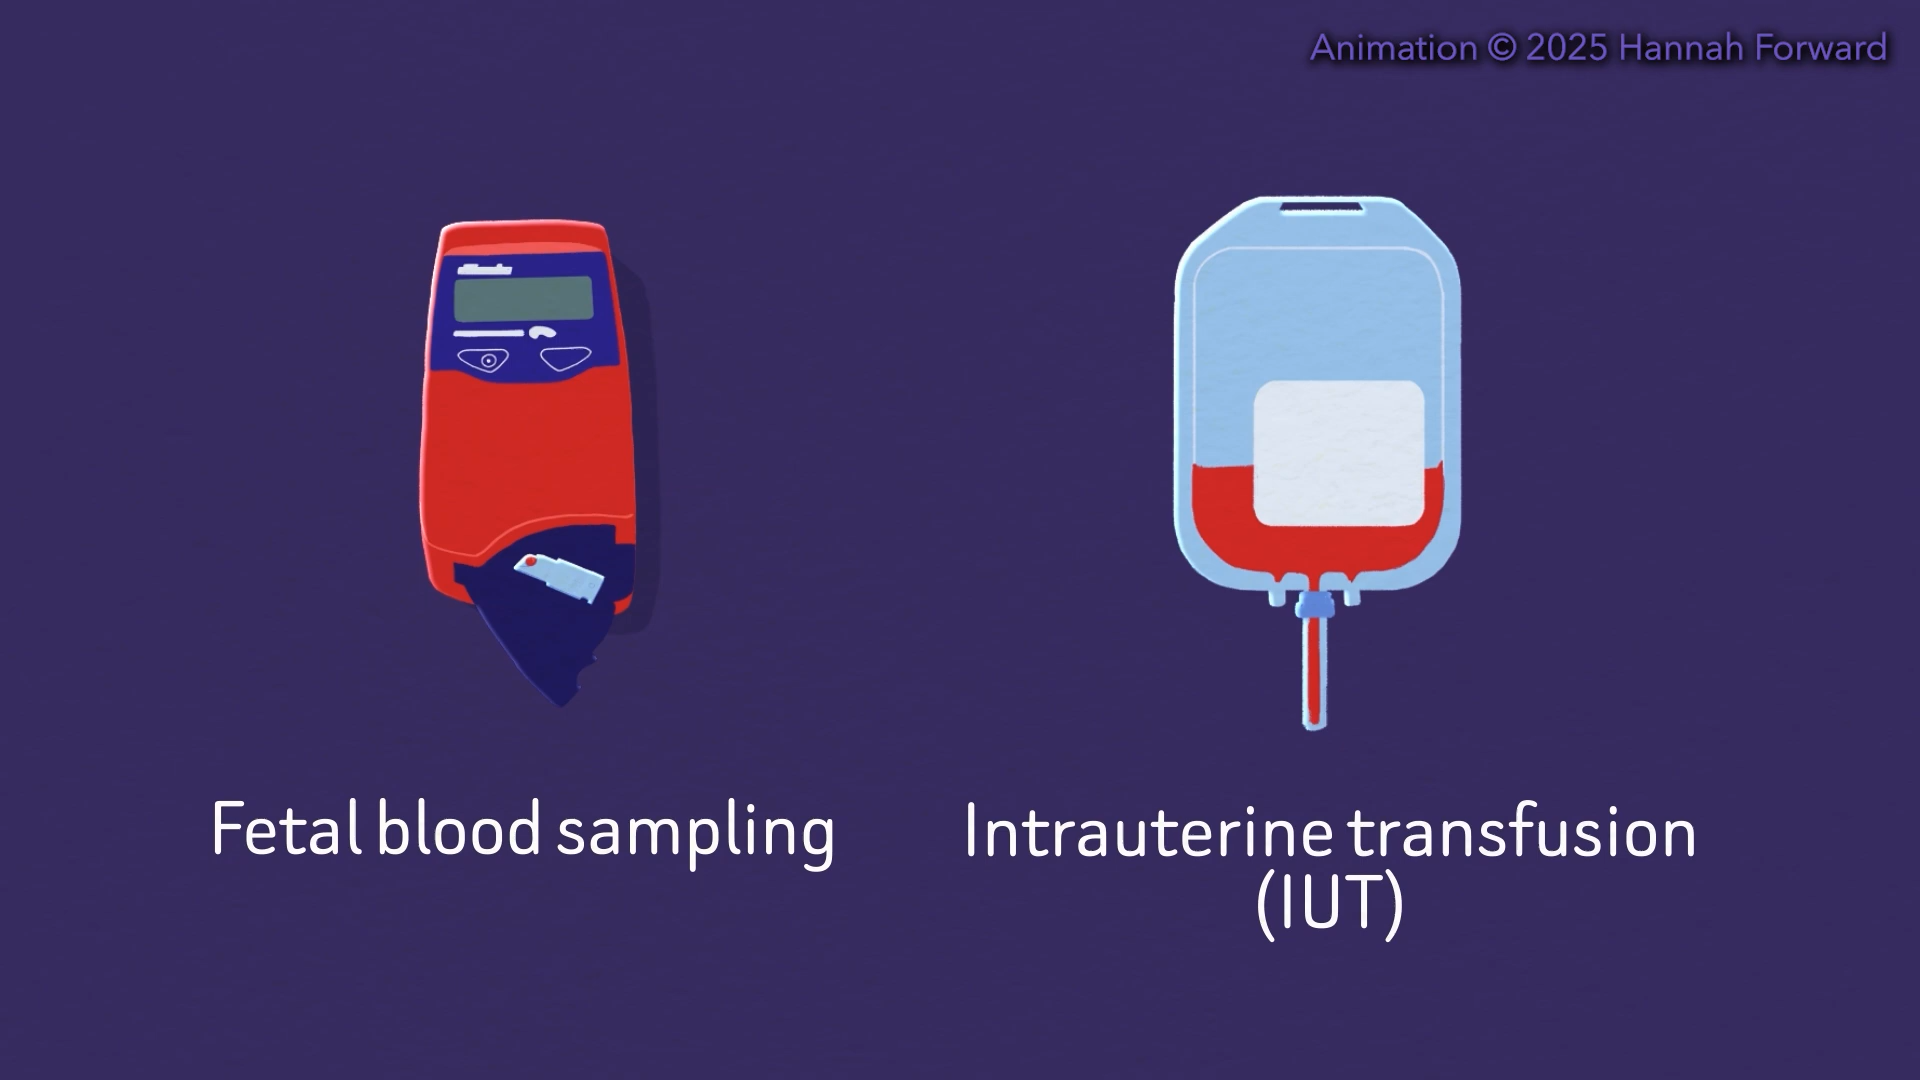 Animation © 2025 Hannah Forward
Fetal blood sampling
Intrauterine transfusion
(IUT)